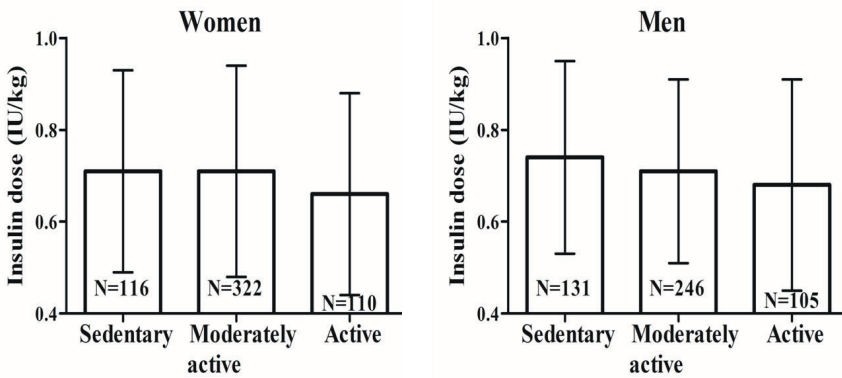 Women
Insulin dose (IU/kg)
1.0
0.8
0.6
0.4
N=116
N=322
N=110
Sedentary
Moderately
active
Active
Men
Insulin dose (IU/kg)
1.0
0.8
0.6
0.4
N=131
N=246
N=105
Sedentary
Moderately
active
Active